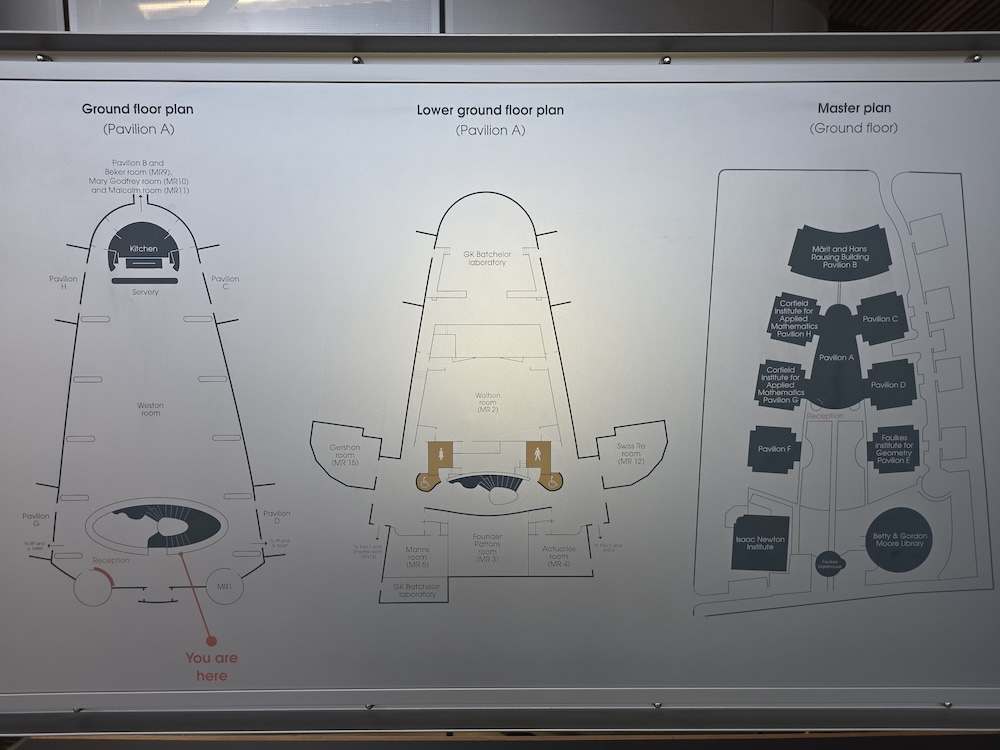 Ground floor plan
(Pavilion A)
Pavilion B and
Beker room (MR9),
Mary Godfrey room (MR10)
and Malcolm room (MR11)
Kitchen
Servery
Pavilion
H
Pavilion
C
Weston
room
Pavilion
G
Pavilion
D
Reception
MR1
You are
here
Lower ground floor plan
(Pavilion A)
GK Batchelor
laboratory
Wolfson
room
(MR 2)
Gershon
room
(MR 15)
Swiss Re
room
(MR 12)
Manns
room
(MR 5)
Founder
Patrons
room
(MR 3)
Actuaries
room
(MR 4)
GK Batchelor
laboratory
Master plan
(Ground floor)
Märit and Hans
Rausing Building
Pavilion B
Corfield
Institute for
Applied
Mathematics
Pavilion H
Pavilion C
Pavilion A
Corfield
Institute for
Applied
Mathematics
Pavilion G
Pavilion D
Reception
Pavilion F
Faulkes
Institute for
Geometry
Pavilion E
Isaac Newton
Institute
Faulkes
Gatehouse
Betty & Gordon
Moore Library